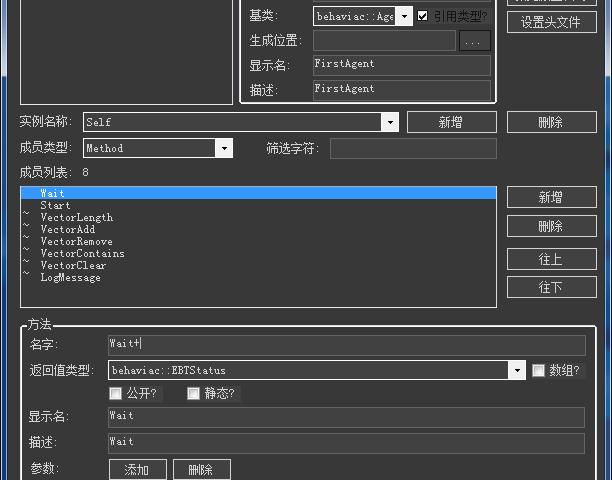 基类: behaviac::Age 引用类型?
生成位置: ...
设置头文件
显示名: FirstAgent
描述: FirstAgent
实例名称: Self 新增 删除
成员类型: Method 筛选字符:
成员列表: 8
Wait
Start
~ VectorLength
~ VectorAdd
~ VectorRemove
~ VectorContains
~ VectorClear
~ LogMessage
新增
删除
往上
往下
方法
名字: Wait+
返回值类型: behaviac::EBTStatus 数组?
公开? 静态?
显示名: Wait
描述: Wait
参数: 添加 删除